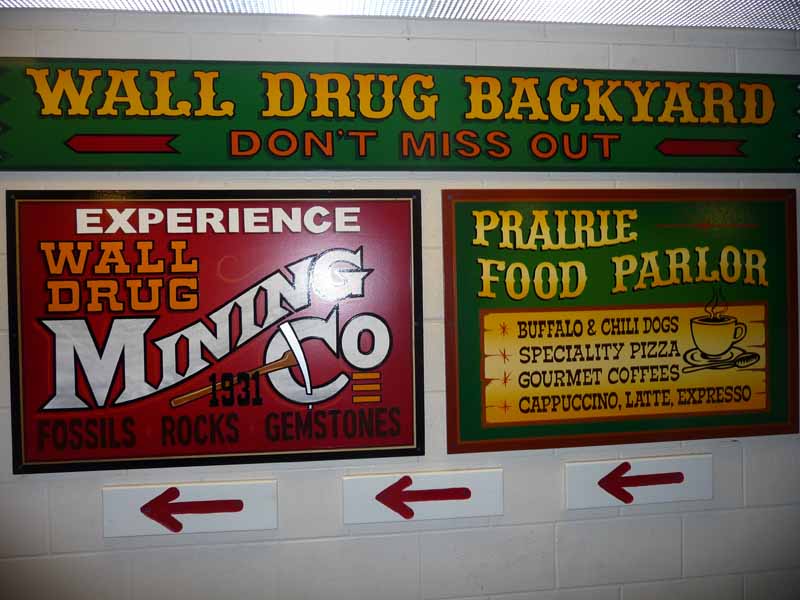 WALL DRUG BACKYARD
DON'T MISS OUT
EXPERIENCE
WALL
DRUG
MINING
CO
1931
FOSSILS ROCKS GEMSTONES
PRAIRIE
FOOD PARLOR
* BUFFALO & CHILI DOGS
* SPECIALITY PIZZA
* GOURMET COFFEES
* CAPPUCCINO, LATTE, EXPRESSO